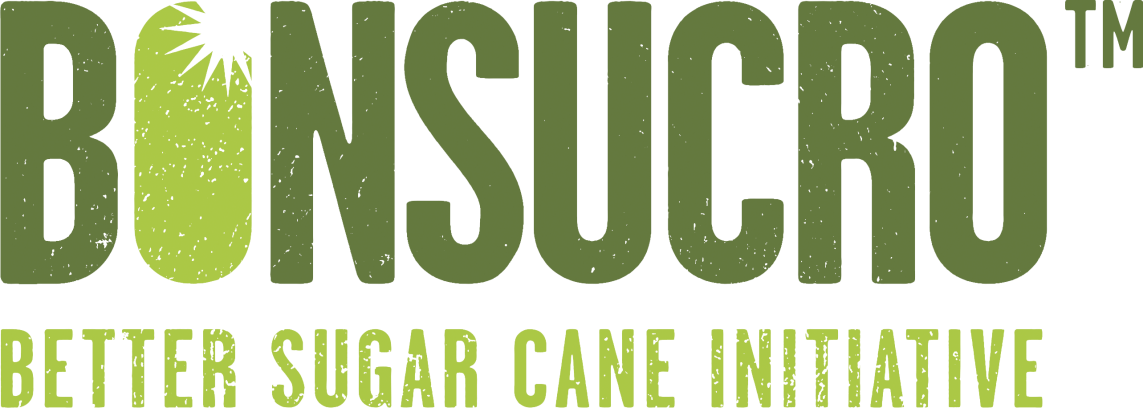 BONSUCRO™
BETTER SUGAR CANE INITIATIVE